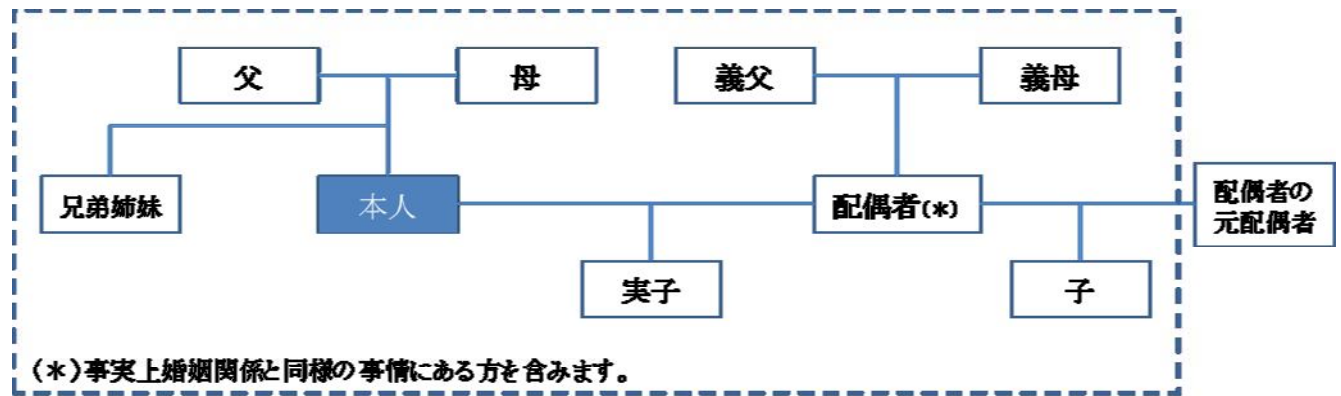 父
母
義父
義母
兄弟姉妹
本人
配偶者(*)
配偶者の
元配偶者
実子
子
(*)事実上婚姻関係と同様の事情にある方を含みます。